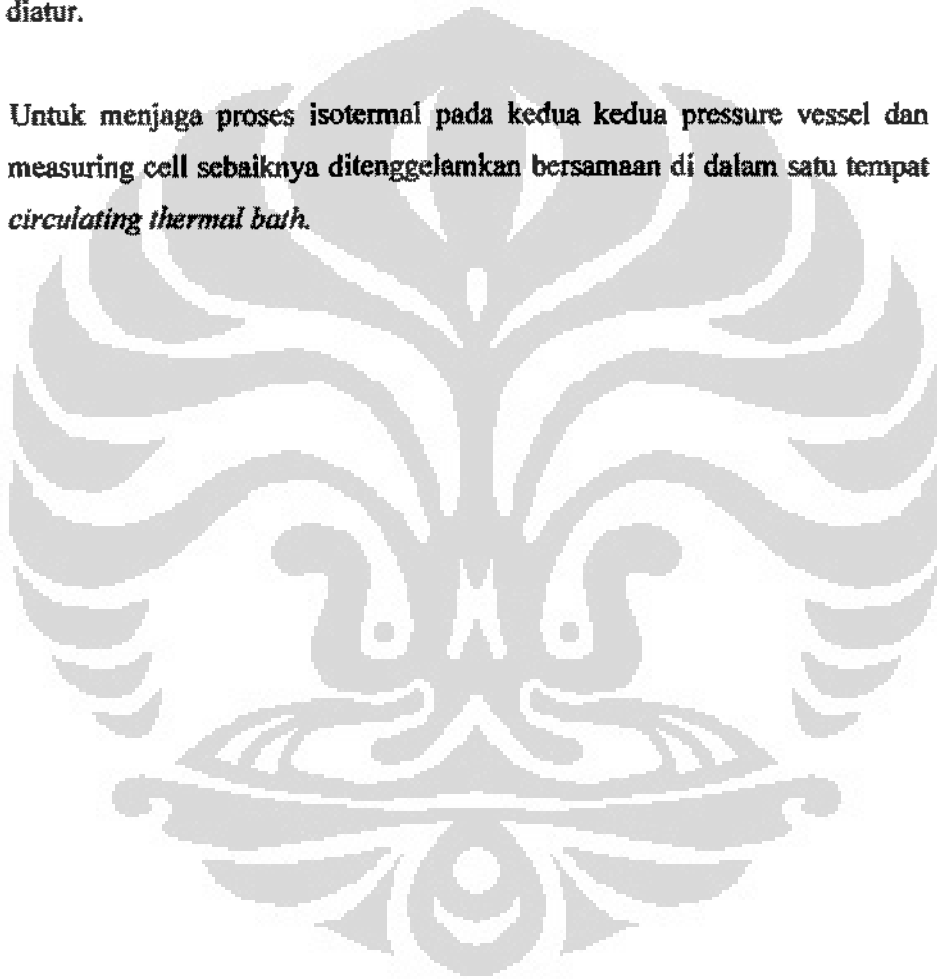 diatur.
Untuk menjaga proses isotermal pada kedua kedua pressure vessel dan
measuring cell sebaiknya ditenggelamkan bersamaan di dalam satu tempat
circulating thermal bath.